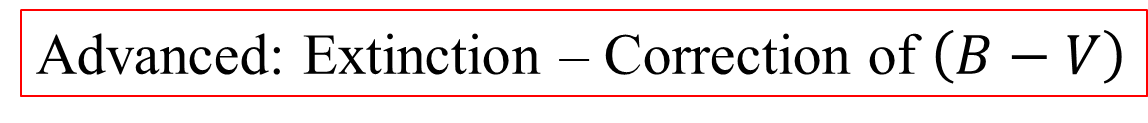 Advanced: Extinction – Correction of (B − V)